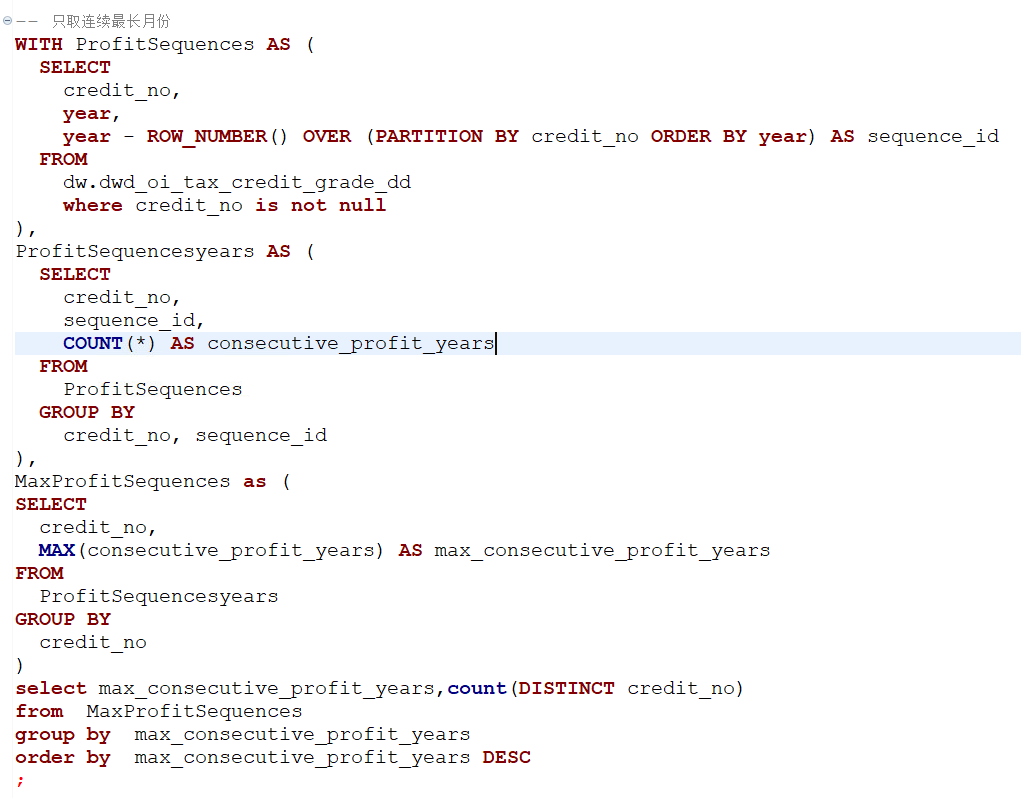 -- 只取连续最长月份
WITH ProfitSequences AS (
  SELECT
    credit_no,
    year,
    year - ROW_NUMBER() OVER (PARTITION BY credit_no ORDER BY year) AS sequence_id
  FROM
    dw.dwd_oi_tax_credit_grade_dd
    where credit_no is not null
),
ProfitSequencesyears AS (
  SELECT
    credit_no,
    sequence_id,
    COUNT(*) AS consecutive_profit_years
  FROM
    ProfitSequences
  GROUP BY
    credit_no, sequence_id
),
MaxProfitSequences as (
SELECT
  credit_no,
  MAX(consecutive_profit_years) AS max_consecutive_profit_years
FROM
  ProfitSequencesyears
GROUP BY
  credit_no
)
select max_consecutive_profit_years,count(DISTINCT credit_no)
from  MaxProfitSequences
group by  max_consecutive_profit_years
order by  max_consecutive_profit_years DESC
;